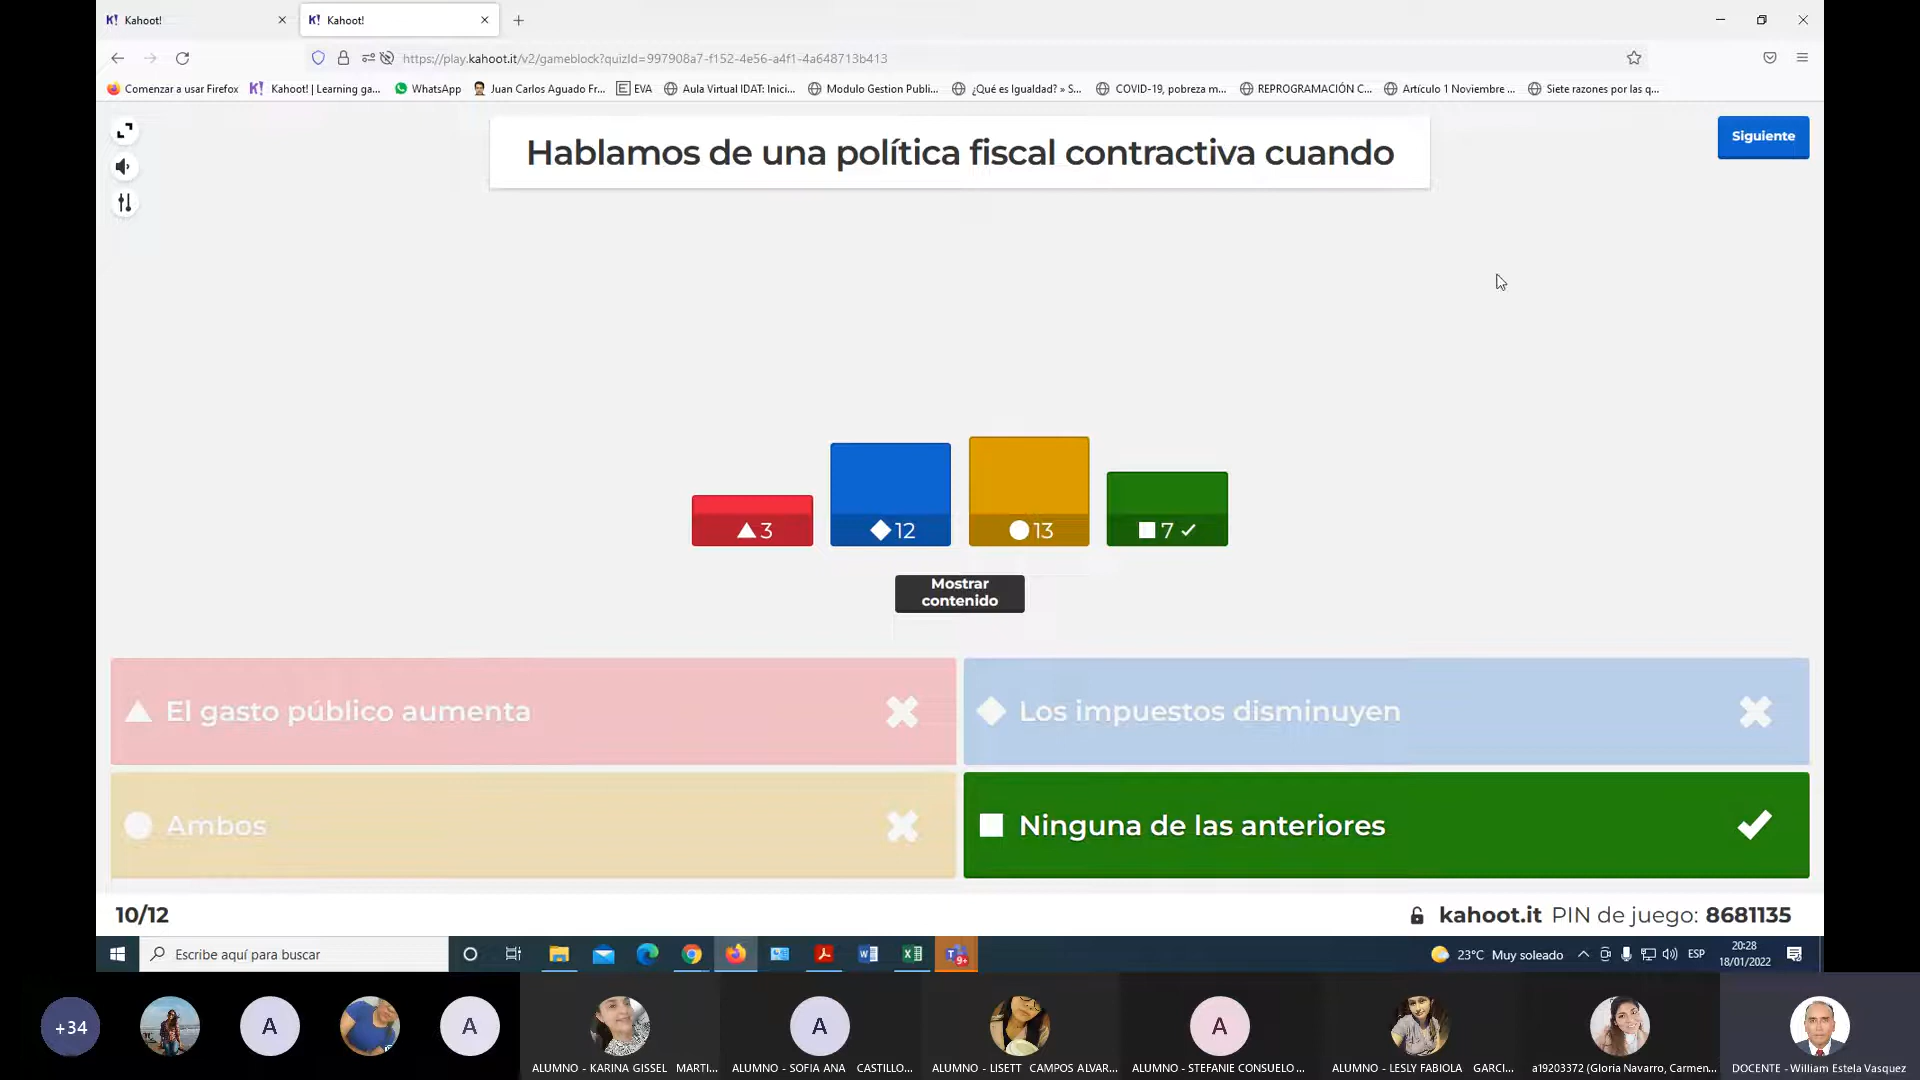 Kahoot!
Kahoot!
https://play.kahoot.it/v2/gameblock?quizId=997908a7-f152-4e56-a4f1-4a648713b413
Comenzar a usar Firefox
Kahoot! | Learning ga...
WhatsApp
Juan Carlos Aguado Fr...
EVA
Aula Virtual IDAT: Inici...
Modulo Gestion Publi...
¿Qué es Igualdad? » S...
COVID-19, pobreza m...
REPROGRAMACIÓN C...
Artículo 1 Noviembre ...
Siete razones por las q...
Hablamos de una política fiscal contractiva cuando
Siguiente
3
12
13
7
Mostrar
contenido
El gasto público aumenta
Los impuestos disminuyen
Ambos
Ninguna de las anteriores
10/12
kahoot.it PIN de juego: 8681135
Escribe aquí para buscar
9+
23°C Muy soleado
ESP
20:28
18/01/2022
+34
A
A
A
A
ALUMNO - KARINA GISSEL MARTI...
ALUMNO - SOFIA ANA CASTILLO...
ALUMNO - LISETT CAMPOS ALVAR...
ALUMNO - STEFANIE CONSUELO ...
ALUMNO - LESLY FABIOLA GARCI...
a19203372 (Gloria Navarro, Carmen...
DOCENTE - William Estela Vasquez